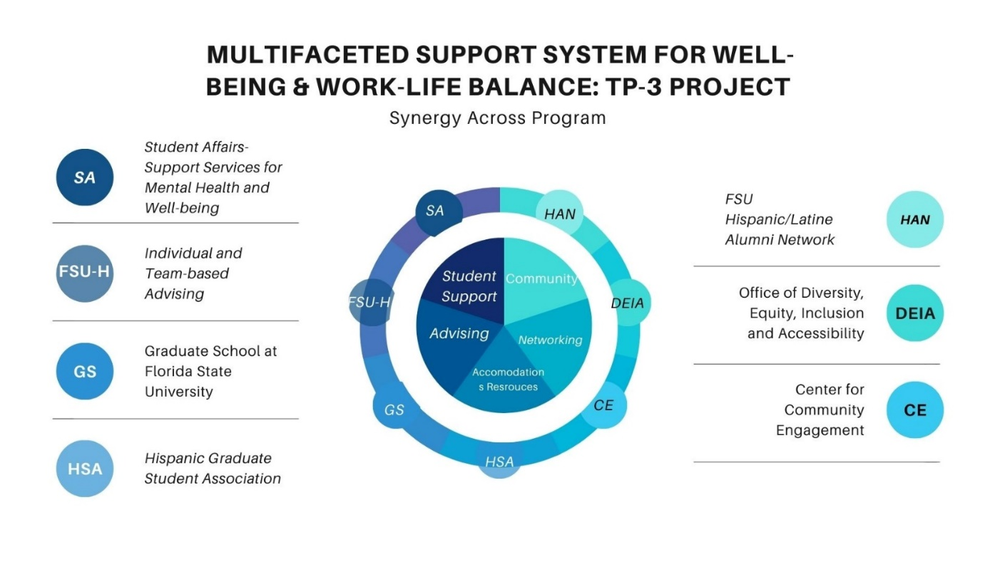 MULTIFACETED SUPPORT SYSTEM FOR WELL-
BEING & WORK-LIFE BALANCE: TP-3 PROJECT
Synergy Across Program
SA
Student Affairs-
Support Services for
Mental Health and
Well-being
FSU-H
Individual and
Team-based
Advising
GS
Graduate School at
Florida State
University
HSA
Hispanic Graduate
Student Association
SA
HAN
FSU-H
DEIA
GS
CE
HSA
Student
Support
Community
Advising
Networking
Accomodation
s Resrouces
FSU
Hispanic/Latine
Alumni Network
HAN
Office of Diversity,
Equity, Inclusion
and Accessibility
DEIA
Center for
Community
Engagement
CE